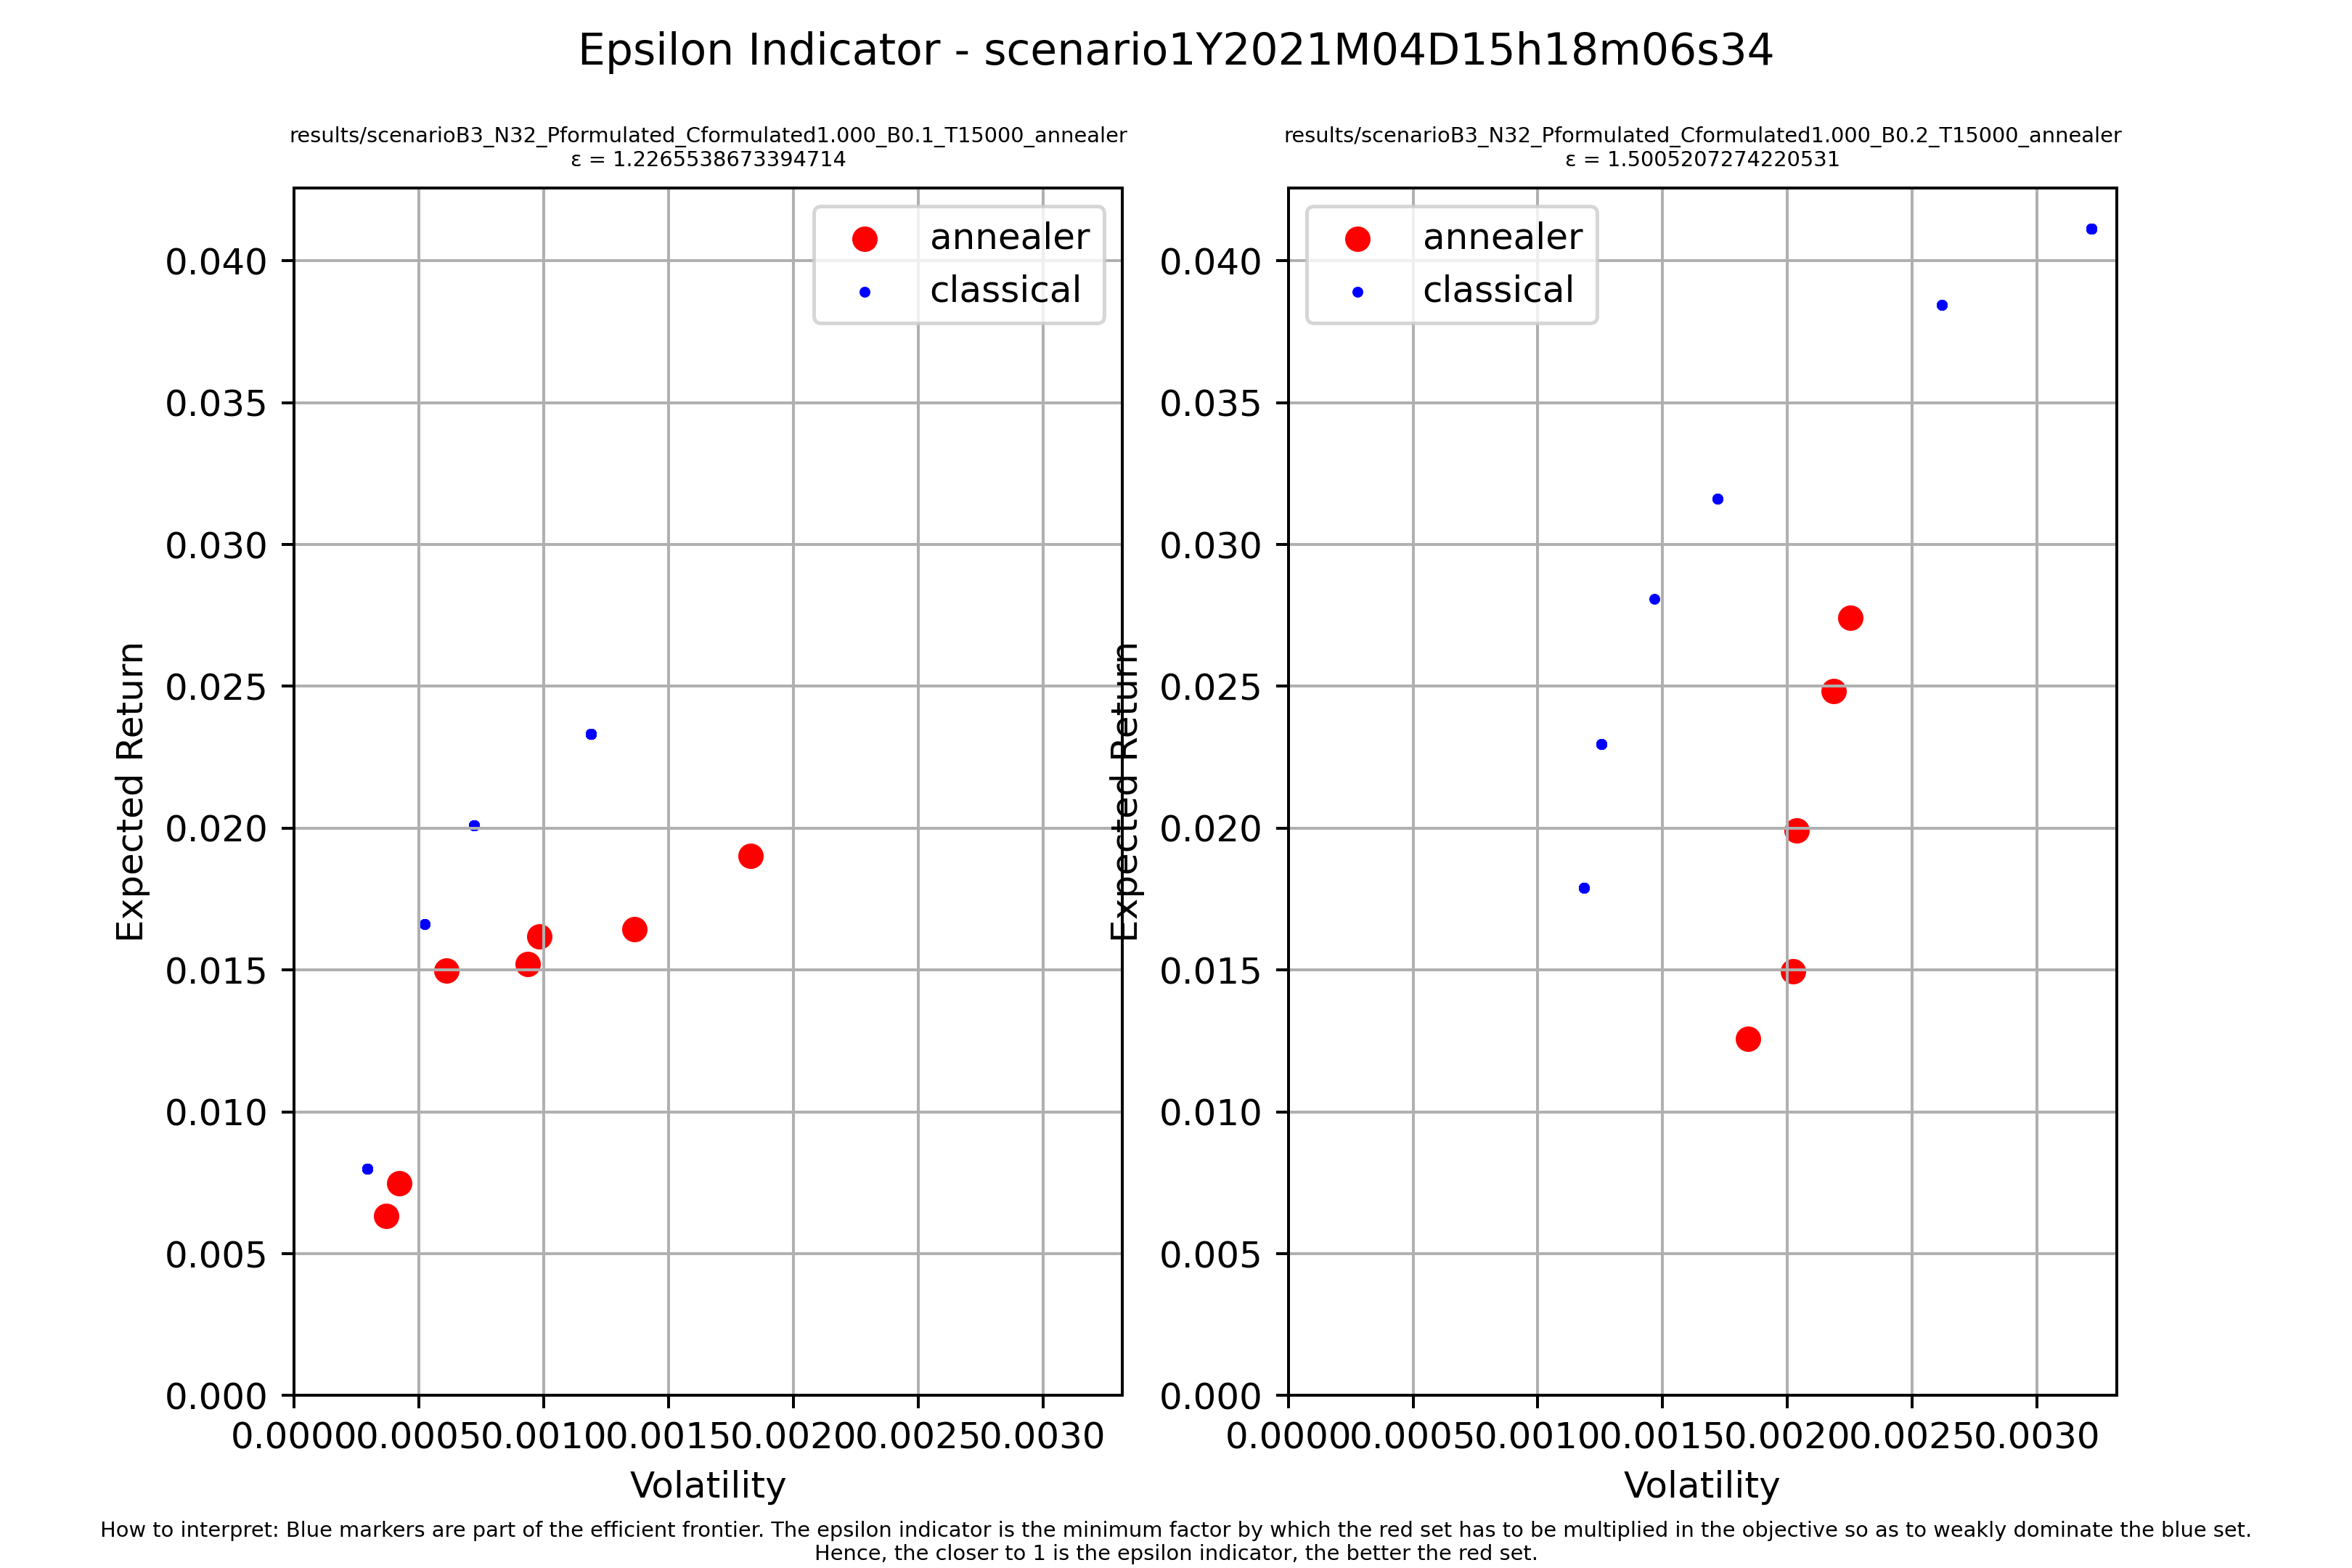 Epsilon Indicator - scenario1Y2021M04D15h18m06s34
results/scenarioB3_N32_Pformulated_Cformulated1.000_B0.1_T15000_annealer
ε = 1.2265538673394714
annealer
classical
0.040
0.035
0.030
0.025
0.020
0.015
0.010
0.005
0.000
Expected Return
0.0000 0.0005 0.0010 0.0015 0.0020 0.0025 0.0030
Volatility
results/scenarioB3_N32_Pformulated_Cformulated1.000_B0.2_T15000_annealer
ε = 1.5005207274220531
annealer
classical
0.040
0.035
0.030
0.025
0.020
0.015
0.010
0.005
0.000
Expected Return
0.0000 0.0005 0.0010 0.0015 0.0020 0.0025 0.0030
Volatility
How to interpret: Blue markers are part of the efficient frontier. The epsilon indicator is the minimum factor by which the red set has to be multiplied in the objective so as to weakly dominate the blue set.
Hence, the closer to 1 is the epsilon indicator, the better the red set.